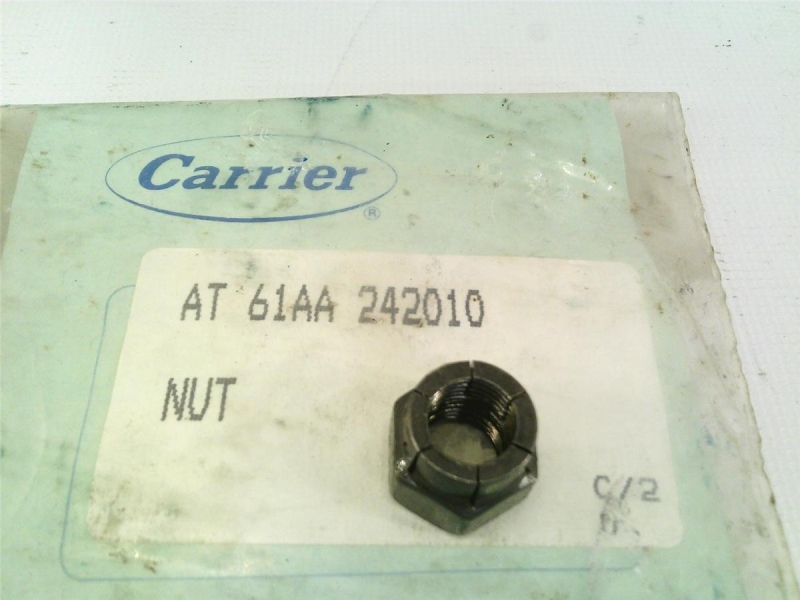 Carrier
®
AT 61AA 242010
NUT
C/2